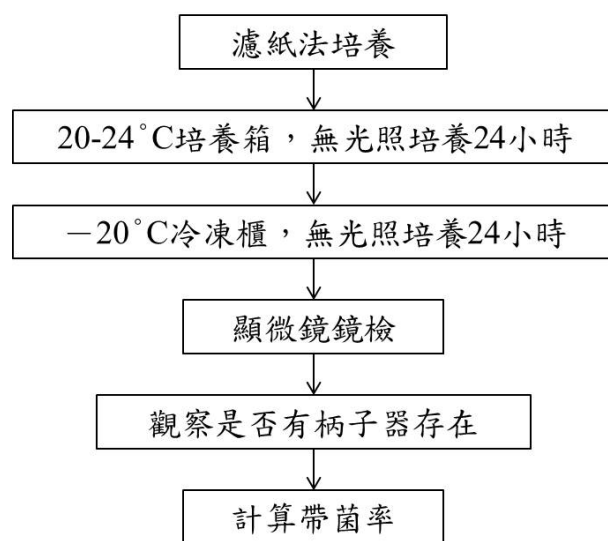 濾紙法培養
20-24°C培養箱，無光照培養24小時
－20°C冷凍櫃，無光照培養24小時
顯微鏡鏡檢
觀察是否有柄子器存在
計算帶菌率